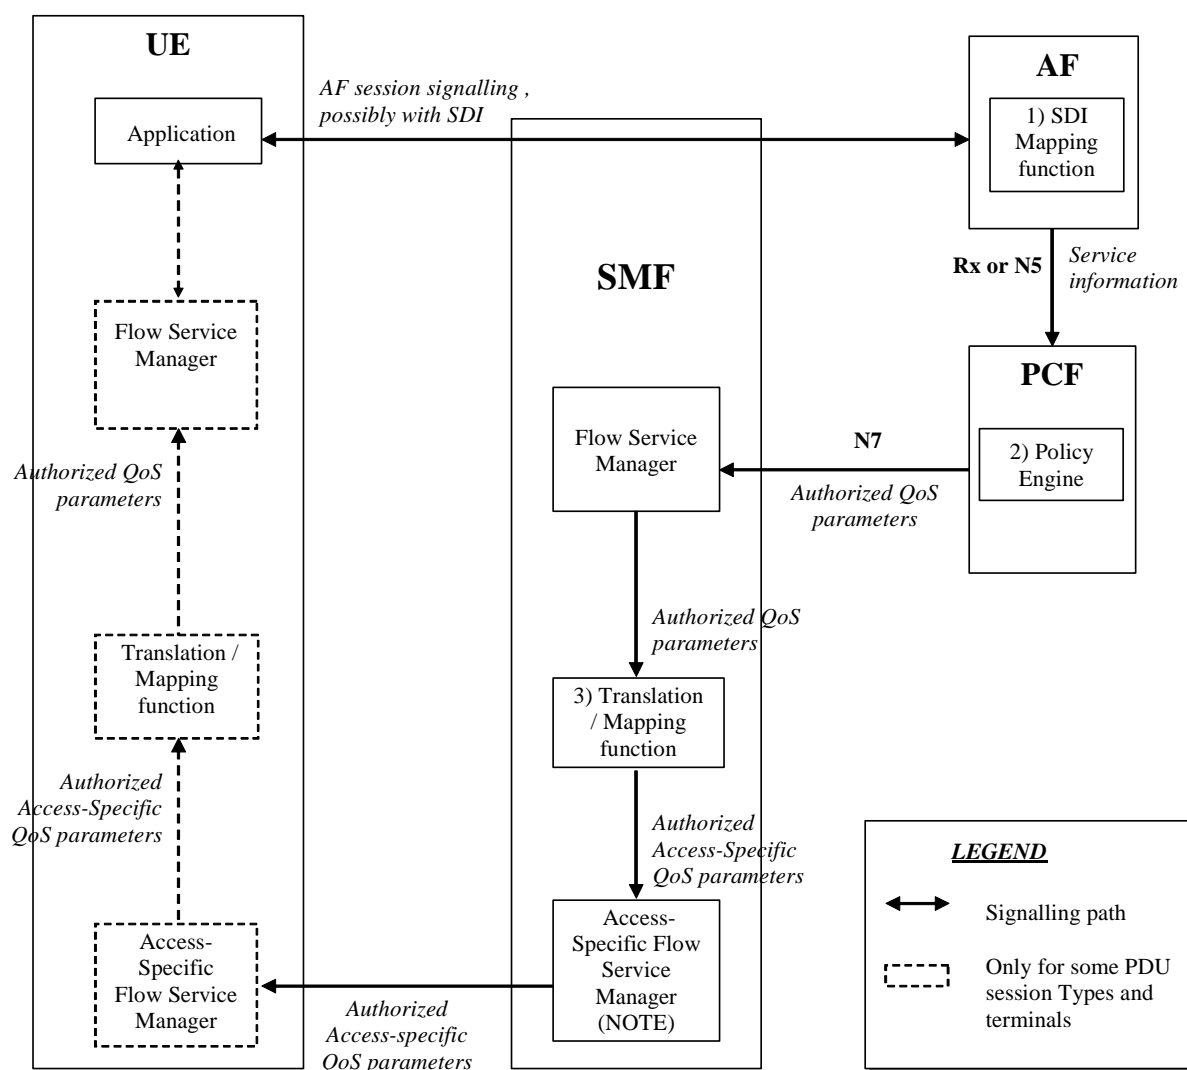 UE
Application
Flow Service
Manager
Authorized QoS
parameters
Translation /
Mapping
function
Authorized
Access-Specific
QoS parameters
Access-
Specific
Flow Service
Manager
AF session signalling ,
possibly with SDI
SMF
Flow Service
Manager
Authorized QoS
parameters
3) Translation
/ Mapping
function
Authorized
Access-Specific
QoS parameters
Access-
Specific Flow
Service
Manager
(NOTE)
Authorized
Access-specific
QoS parameters
AF
1) SDI
Mapping
function
Rx or N5
Service
information
PCF
2) Policy
Engine
N7
Authorized QoS
parameters
LEGEND
Signalling path
Only for some PDU
session Types and
terminals